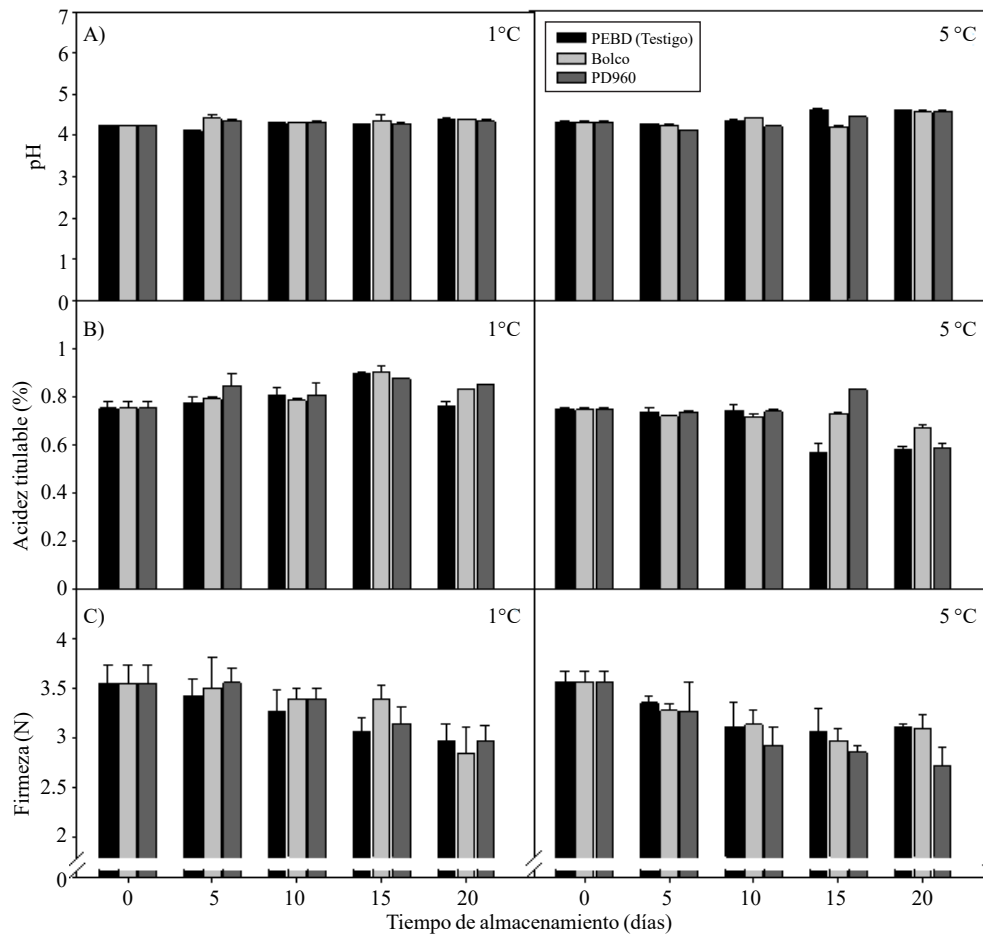 A)
1°C
5 °C
PEBD (Testigo)
Bolco
PD960
pH
7
6
5
4
3
2
1
0
B)
1°C
5 °C
Acidez titulable (%)
1
0.8
0.6
0.4
0.2
0
C)
1°C
5 °C
Firmeza (N)
4
3.5
3
2.5
2
0
0 5 10 15 20 0 5 10 15 20
Tiempo de almacenamiento (días)